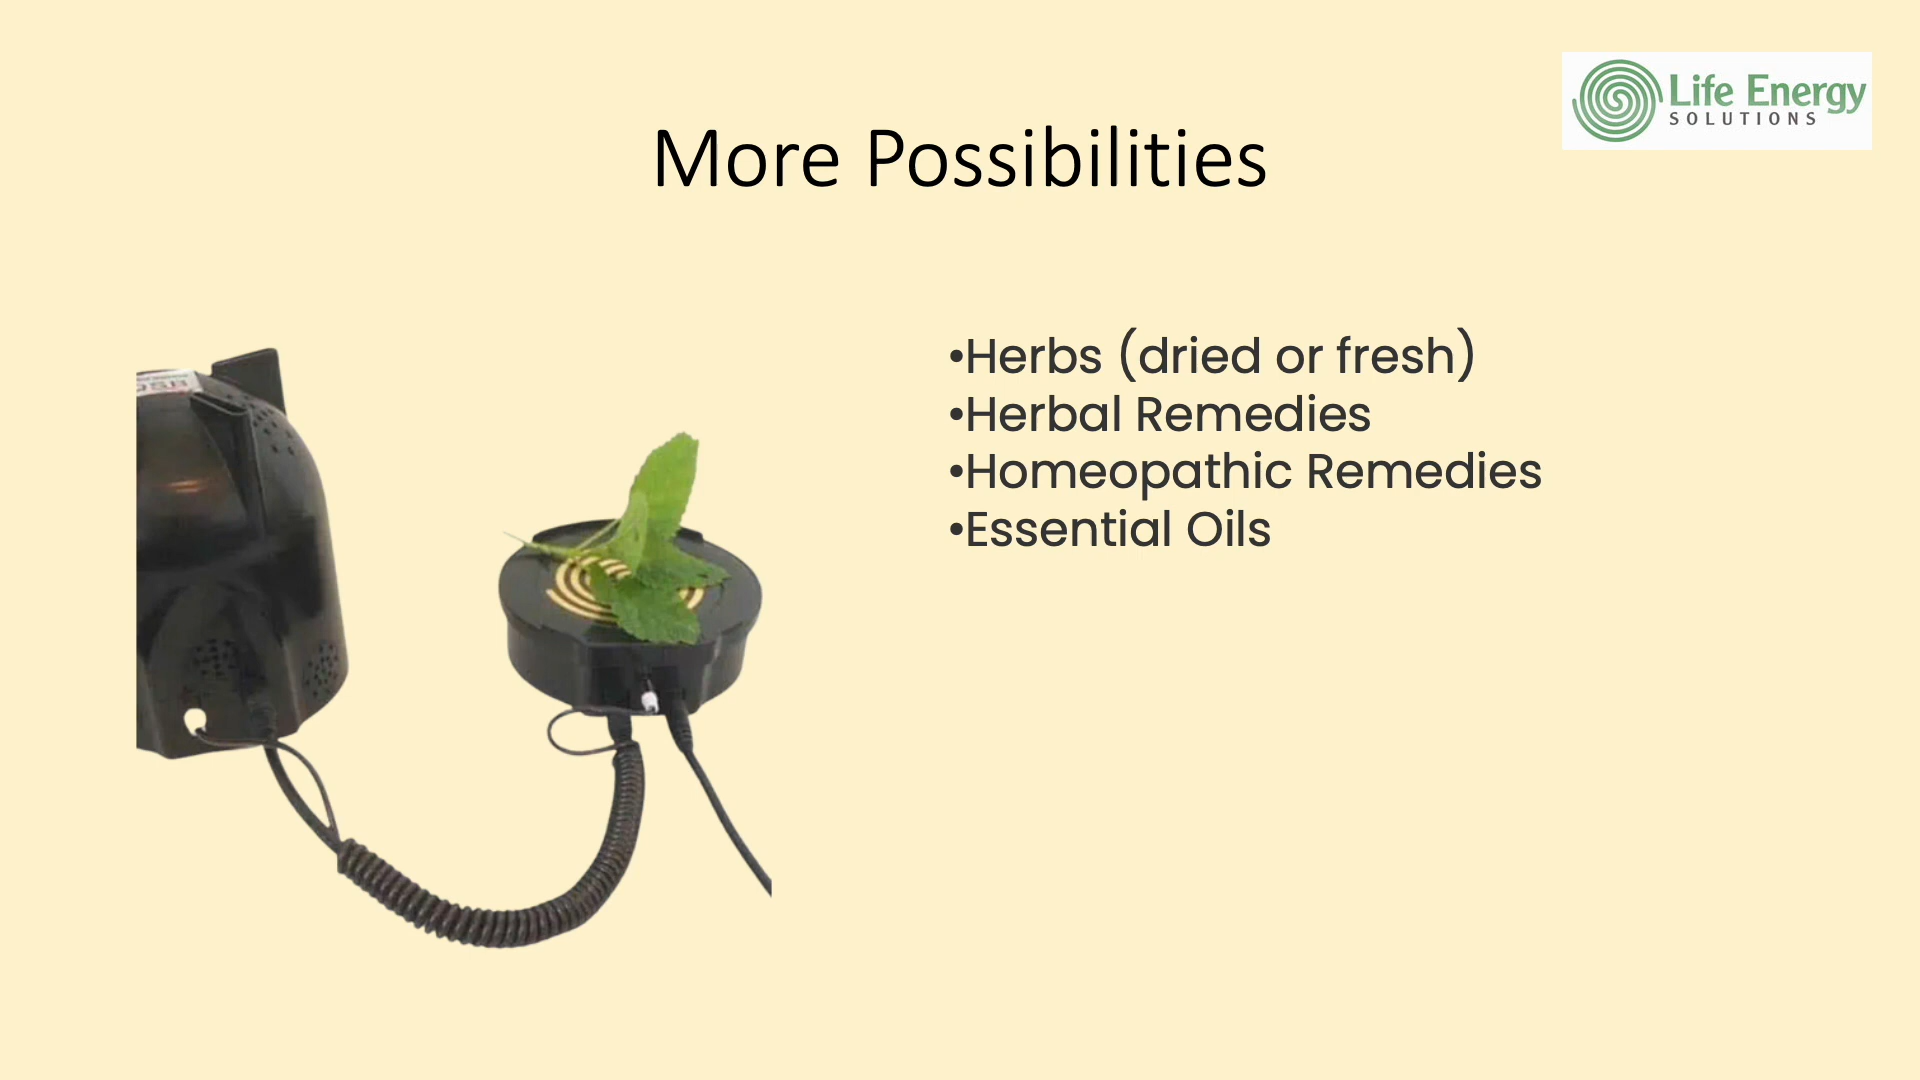 Life Energy
SOLUTIONS
More Possibilities
•Herbs (dried or fresh)
•Herbal Remedies
•Homeopathic Remedies
•Essential Oils